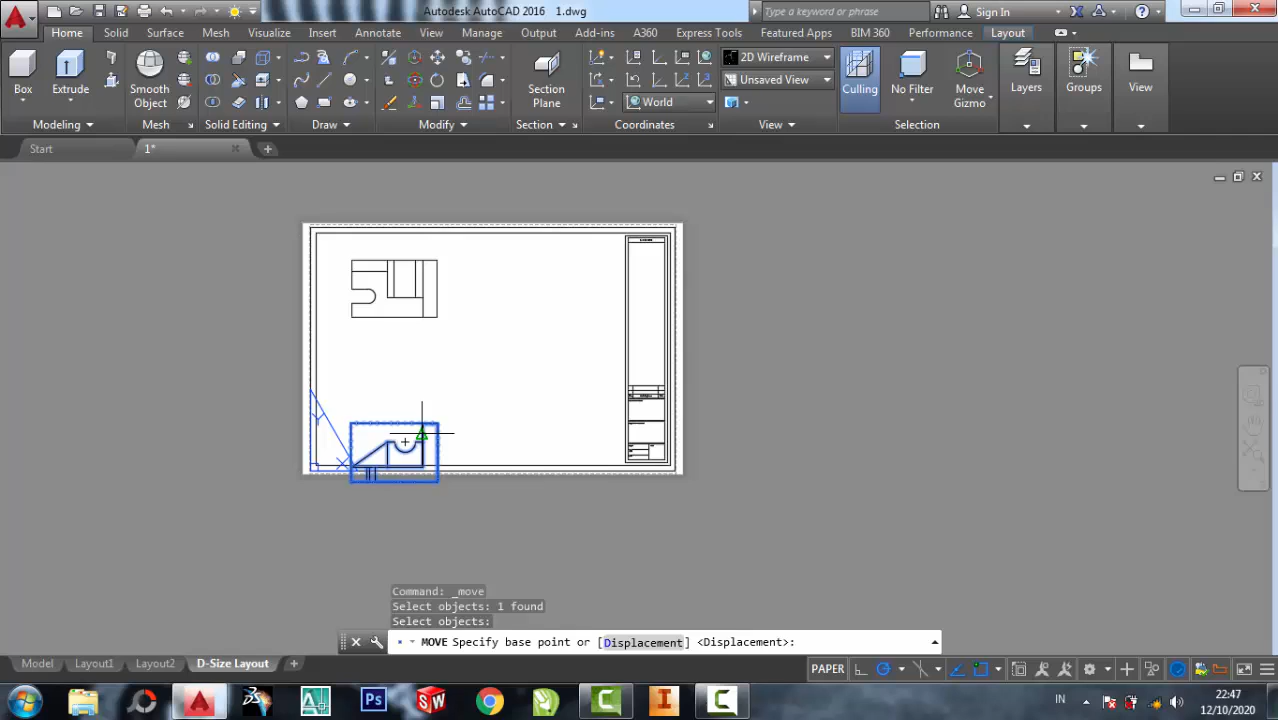 Autodesk AutoCAD 2016 1.dwg
Type a keyword or phrase
Sign In
Home Solid Surface Mesh Visualize Insert Annotate View Manage Output Add-ins A360 Express Tools Featured Apps BIM 360 Performance Layout
Box
Extrude
Smooth
Object
Section
Plane
World
2D Wireframe
Unsaved View
Culling
No Filter
Move
Gizmo
Layers
Groups
View
Modeling Mesh Solid Editing Draw Modify Section Coordinates View Selection
Start
1*
Command: _move
Select objects: 1 found
Select objects:
MOVE Specify base point or [Displacement] <Displacement>:
Model Layout1 Layout2 D-Size Layout
PAPER
Ps
SW
IN
22:47
12/10/2020